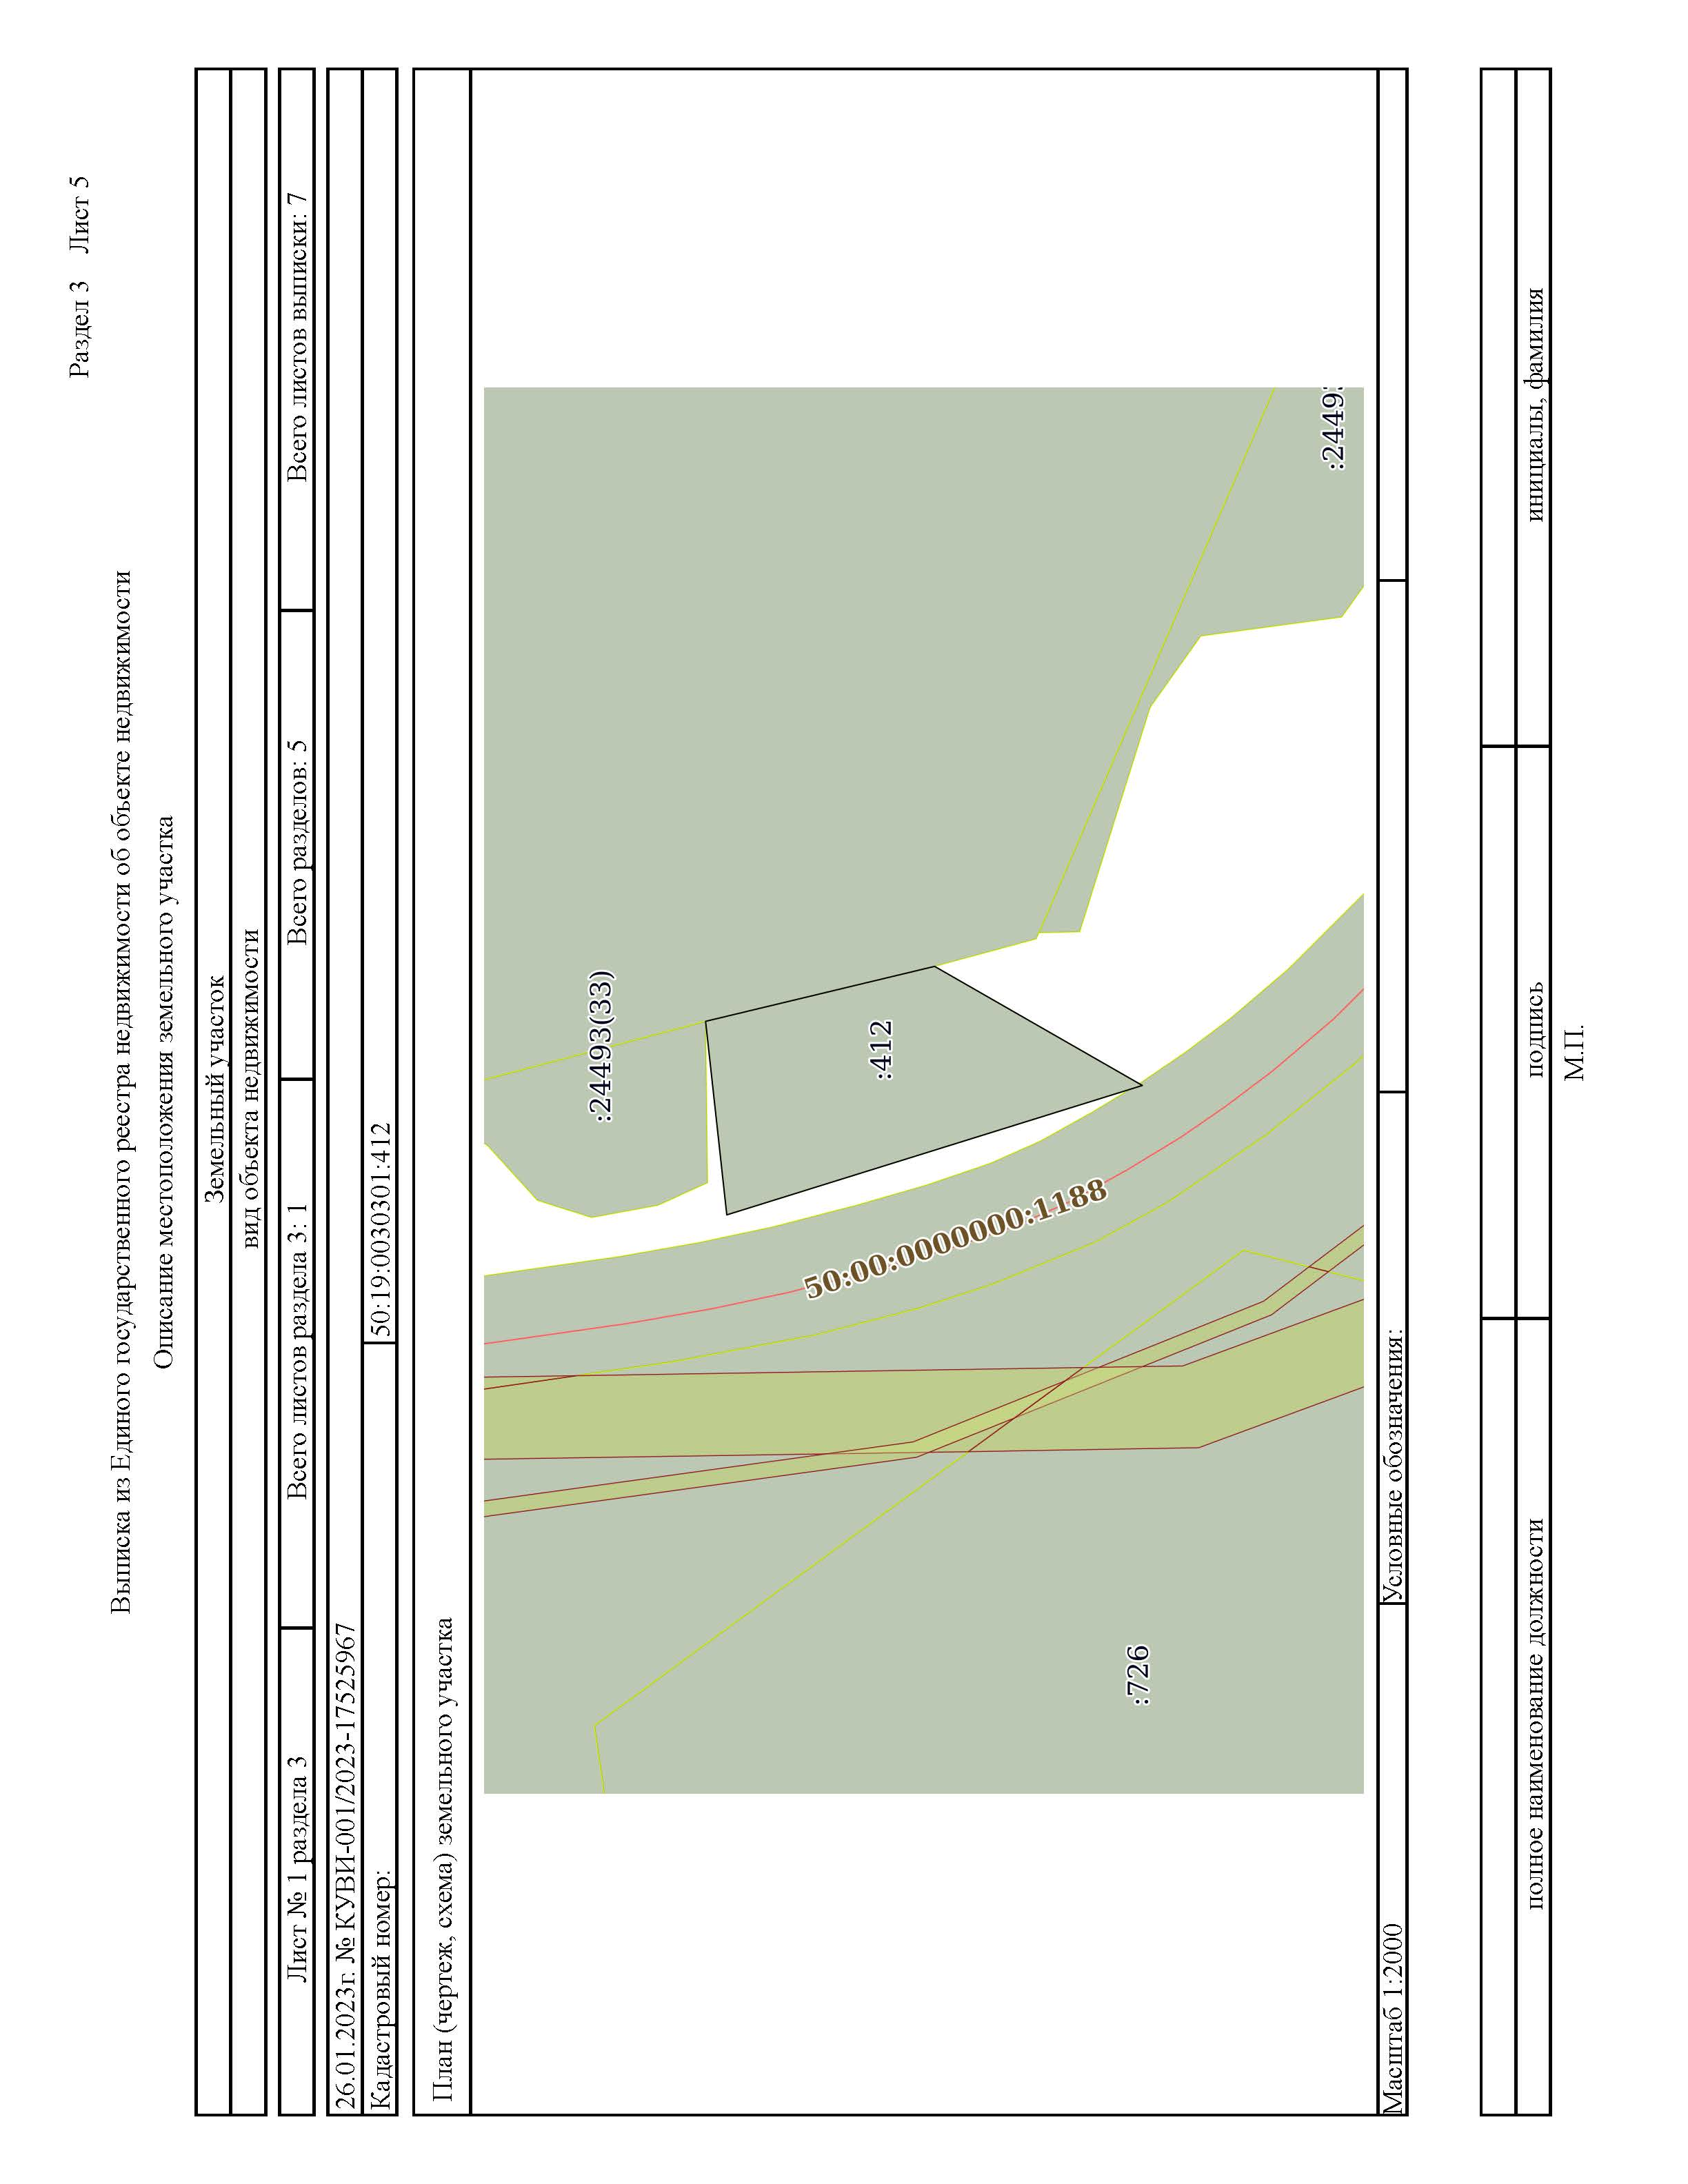 Раздел 3 Лист 5
Выписка из Единого государственного реестра недвижимости об объекте недвижимости
Описание местоположения земельного участка
Земельный участок
вид объекта недвижимости
Лист № 1 раздела 3 Всего листов раздела 3: 1 Всего разделов: 5 Всего листов выписки: 7
26.01.2023г. № КУВИ-001/2023-17525967
Кадастровый номер: 50:19:0030301:412
План (чертеж, схема) земельного участка
:24493(33)
:412
50:00:0000000:1188
:726
:2449
Масштаб 1:2000 Условные обозначения:
полное наименование должности подпись инициалы, фамилия
М.П.